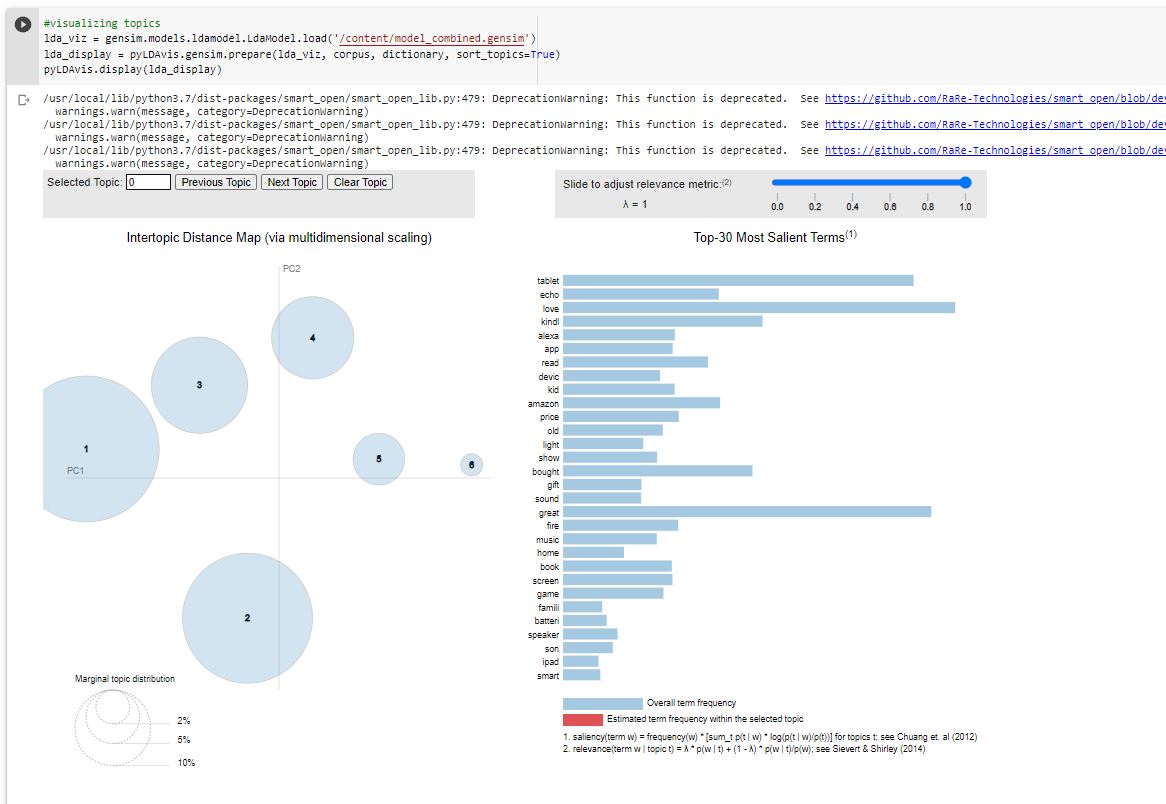 #visualizing topics
lda_viz = gensim.models.ldamodel.LdaModel.load('/content/model_combined.gensim')
lda_display = pyLDAvis.gensim.prepare(lda_viz, corpus, dictionary, sort_topics=True)
pyLDAvis.display(lda_display)
/usr/local/lib/python3.7/dist-packages/smart_open/smart_open_lib.py:479: DeprecationWarning: This function is deprecated.  See https://github.com/RaRe-Technologies/smart_open/blob/dev
warnings.warn(message, category=DeprecationWarning)
/usr/local/lib/python3.7/dist-packages/smart_open/smart_open_lib.py:479: DeprecationWarning: This function is deprecated.  See https://github.com/RaRe-Technologies/smart_open/blob/dev
warnings.warn(message, category=DeprecationWarning)
/usr/local/lib/python3.7/dist-packages/smart_open/smart_open_lib.py:479: DeprecationWarning: This function is deprecated.  See https://github.com/RaRe-Technologies/smart_open/blob/dev
warnings.warn(message, category=DeprecationWarning)
Selected Topic: 0 Previous Topic Next Topic Clear Topic
Slide to adjust relevance metric:(2)
λ = 1
0.0 0.2 0.4 0.6 0.8 1.0
Intertopic Distance Map (via multidimensional scaling)
PC2
4
3
1
PC1
5
6
2
Marginal topic distribution
2%
5%
10%
Top-30 Most Salient Terms(1)
tablet
echo
love
kindl
alexa
app
read
devic
kid
amazon
price
old
light
show
bought
gift
sound
great
fire
music
home
book
screen
game
famili
batteri
speaker
son
ipad
smart
Overall term frequency
Estimated term frequency within the selected topic
1. saliency(term w) = frequency(w) * [sum_t p(t | w) * log(p(t | w)/p(t))] for topics t; see Chuang et. al (2012)
2. relevance(term w | topic t) = λ * p(w | t) + (1 - λ) * p(w | t)/p(w); see Sievert & Shirley (2014)